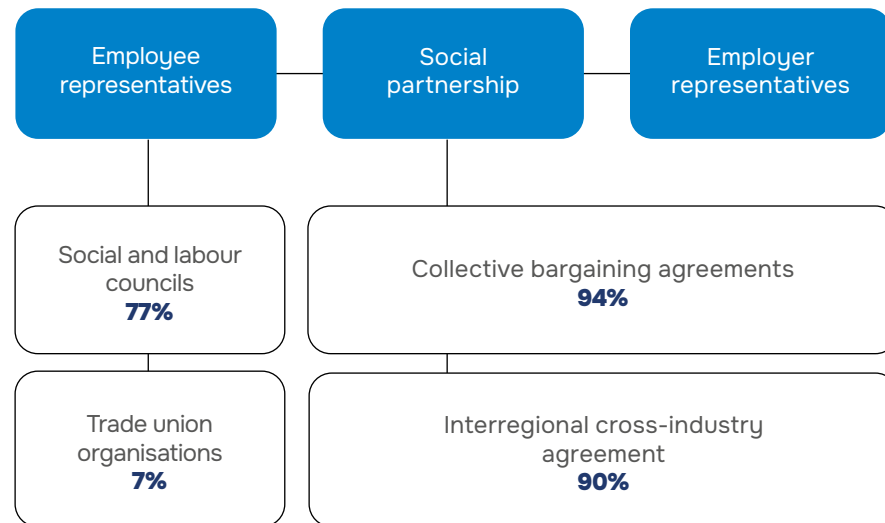 Employee
representatives
Social
partnership
Employer
representatives
Social and labour
councils
77%
Collective bargaining agreements
94%
Trade union
organisations
7%
Interregional cross-industry
agreement
90%